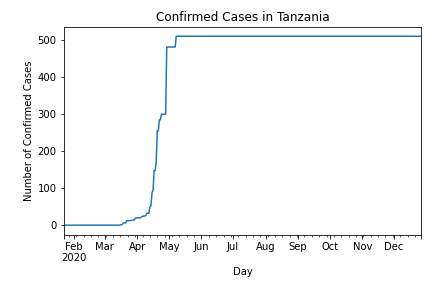 Confirmed Cases in Tanzania
Number of Confirmed Cases
500
400
300
200
100
0
Feb Mar Apr May Jun Jul Aug Sep Oct Nov Dec
2020
Day